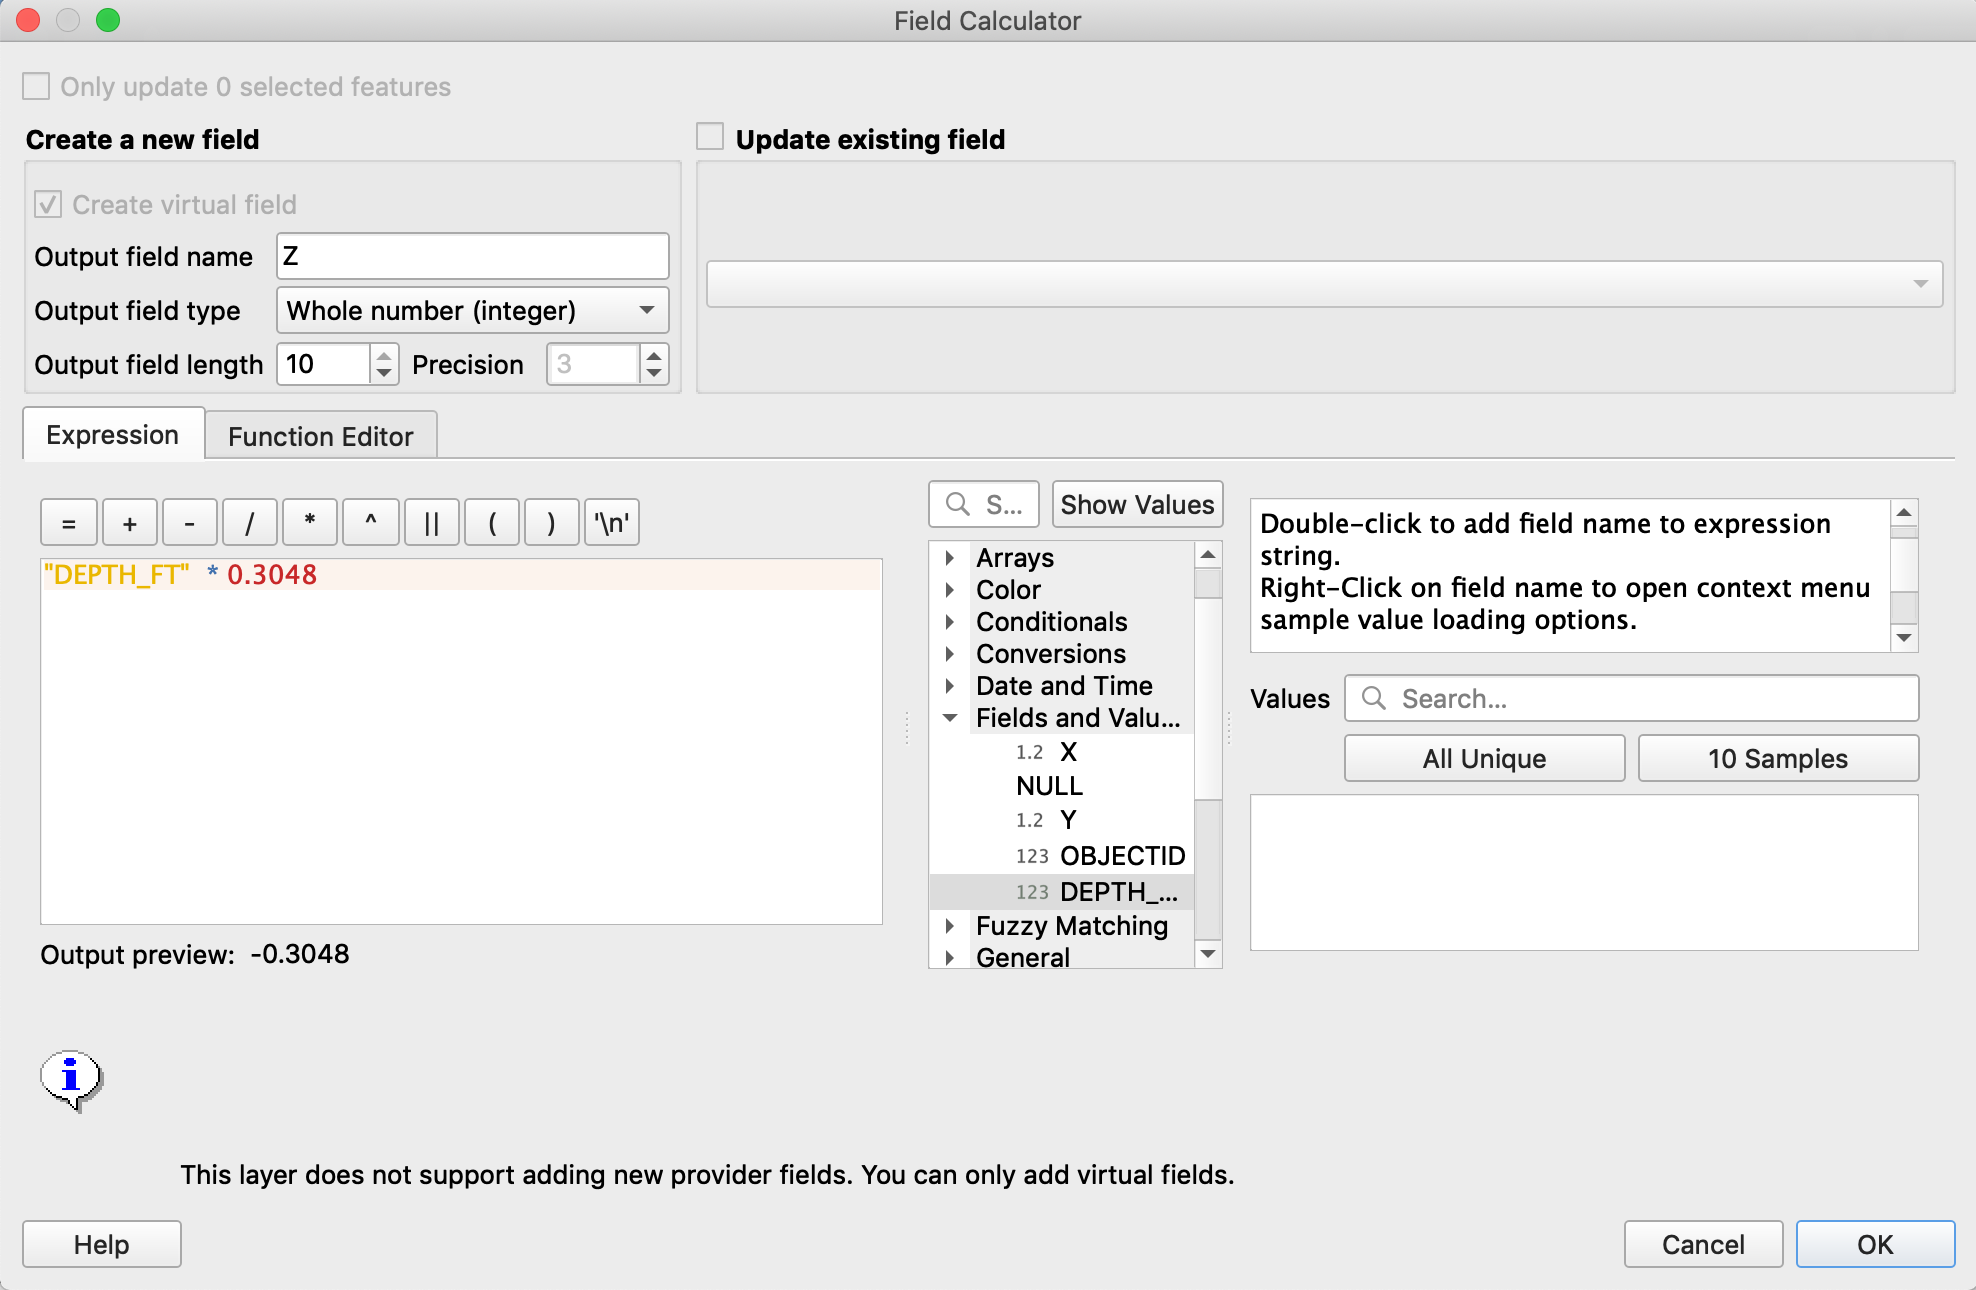 Field Calculator
Only update 0 selected features
Create a new field
Update existing field
Create virtual field
Output field name Z
Output field type Whole number (integer)
Output field length 10 Precision 3
Expression Function Editor
= + - / * ^ || ( ) '\n'
"DEPTH_FT" * 0.3048
Output preview: -0.3048
S... Show Values
Arrays
Color
Conditionals
Conversions
Date and Time
Fields and Valu...
1.2 X
NULL
1.2 Y
123 OBJECTID
123 DEPTH_...
Fuzzy Matching
General
Double-click to add field name to expression
string.
Right-Click on field name to open context menu
sample value loading options.
Values Search...
All Unique 10 Samples
This layer does not support adding new provider fields. You can only add virtual fields.
Help Cancel OK